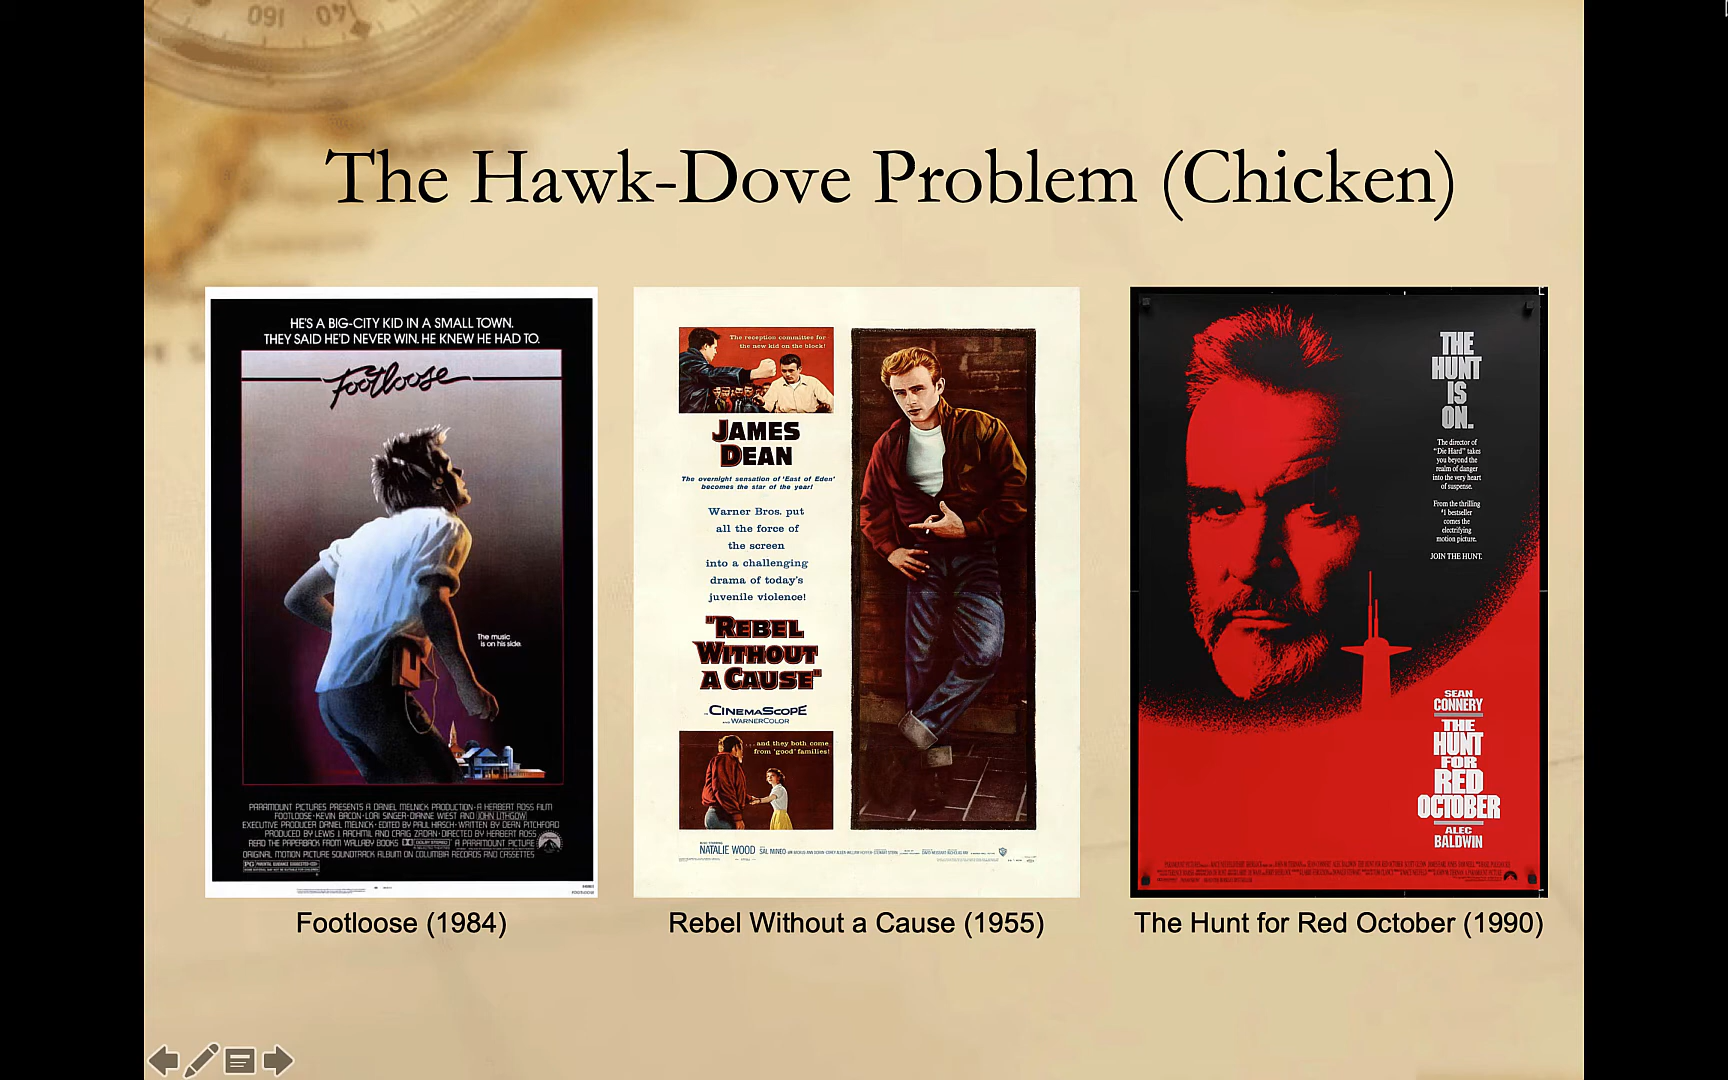 160 40
The Hawk-Dove Problem (Chicken)
HE'S A BIG-CITY KID IN A SMALL TOWN.
THEY SAID HE'D NEVER WIN. HE KNEW HE HAD TO.
Footloose
The music
is on his side.
PARAMOUNT PICTURES PRESENTS A DANIEL MELNICK PRODUCTION · A HERBERT ROSS FILM
FOOTLOOSE · KEVIN BACON · LORI SINGER · DIANNE WIEST AND JOHN LITHGOW
EXECUTIVE PRODUCER DANIEL MELNICK · EDITED BY PAUL HIRSCH · WRITTEN BY DEAN PITCHFORD
PRODUCED BY LEWIS J. RACHMIL AND CRAIG ZADAN · DIRECTED BY HERBERT ROSS
READ THE PAPERBACK FROM WALLABY BOOKS DOLBY STEREO A PARAMOUNT PICTURE
ORIGINAL MOTION PICTURE SOUNDTRACK ALBUM ON COLUMBIA RECORDS AND CASSETTES
PG PARENTAL GUIDANCE SUGGESTED
Footloose (1984)
The reception committee for
the new kid on the block!
JAMES
DEAN
The overnight sensation of 'East of Eden'
becomes the star of the year!
Warner Bros. put
all the force of
the screen
into a challenging
drama of today's
juvenile violence!
"REBEL
WITHOUT
A CAUSE"
CINEMASCOPE
WARNERCOLOR
...and they both come
from 'good' families!
NATALIE WOOD
SAL MINEO
Rebel Without a Cause (1955)
THE
HUNT
IS
ON.
The director of
"Die Hard" takes
you beyond the
realm of danger
into the very heart
of suspense.
From the thrilling
#1 bestseller
comes the
electrifying
motion picture.
JOIN THE HUNT.
SEAN
CONNERY
THE
HUNT
FOR
RED
OCTOBER
ALEC
BALDWIN
The Hunt for Red October (1990)